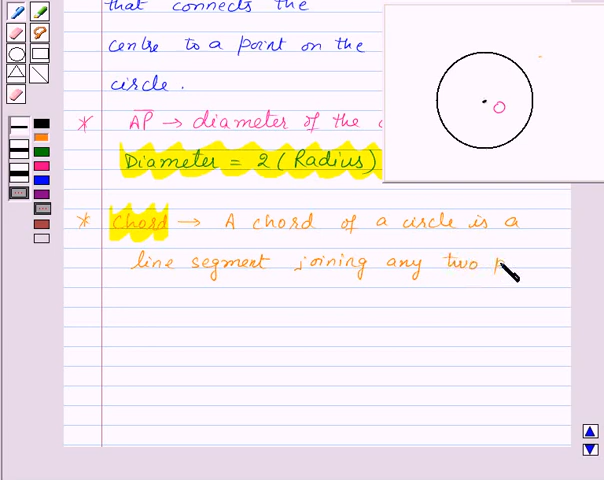 that connects the
centre to a point on the
circle.
* AP → diameter of the
Diameter = 2 (Radius)
O
* Chord → A chord of a circle is a
line segment joining any two